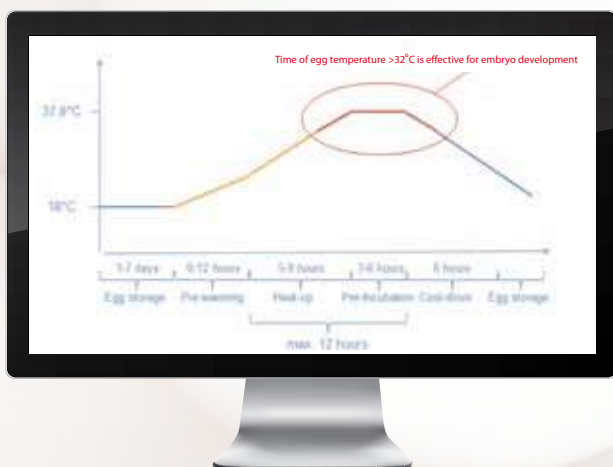 Time of egg temperature >32°C is effective for embryo development
37.8°C
18°C
1-7 days 6-12 hours 5-9 hours 3-6 hours 6 hours
Egg storage Pre-warming Heat-up Pre-Incubation Cool-down Egg storage
max. 12 hours